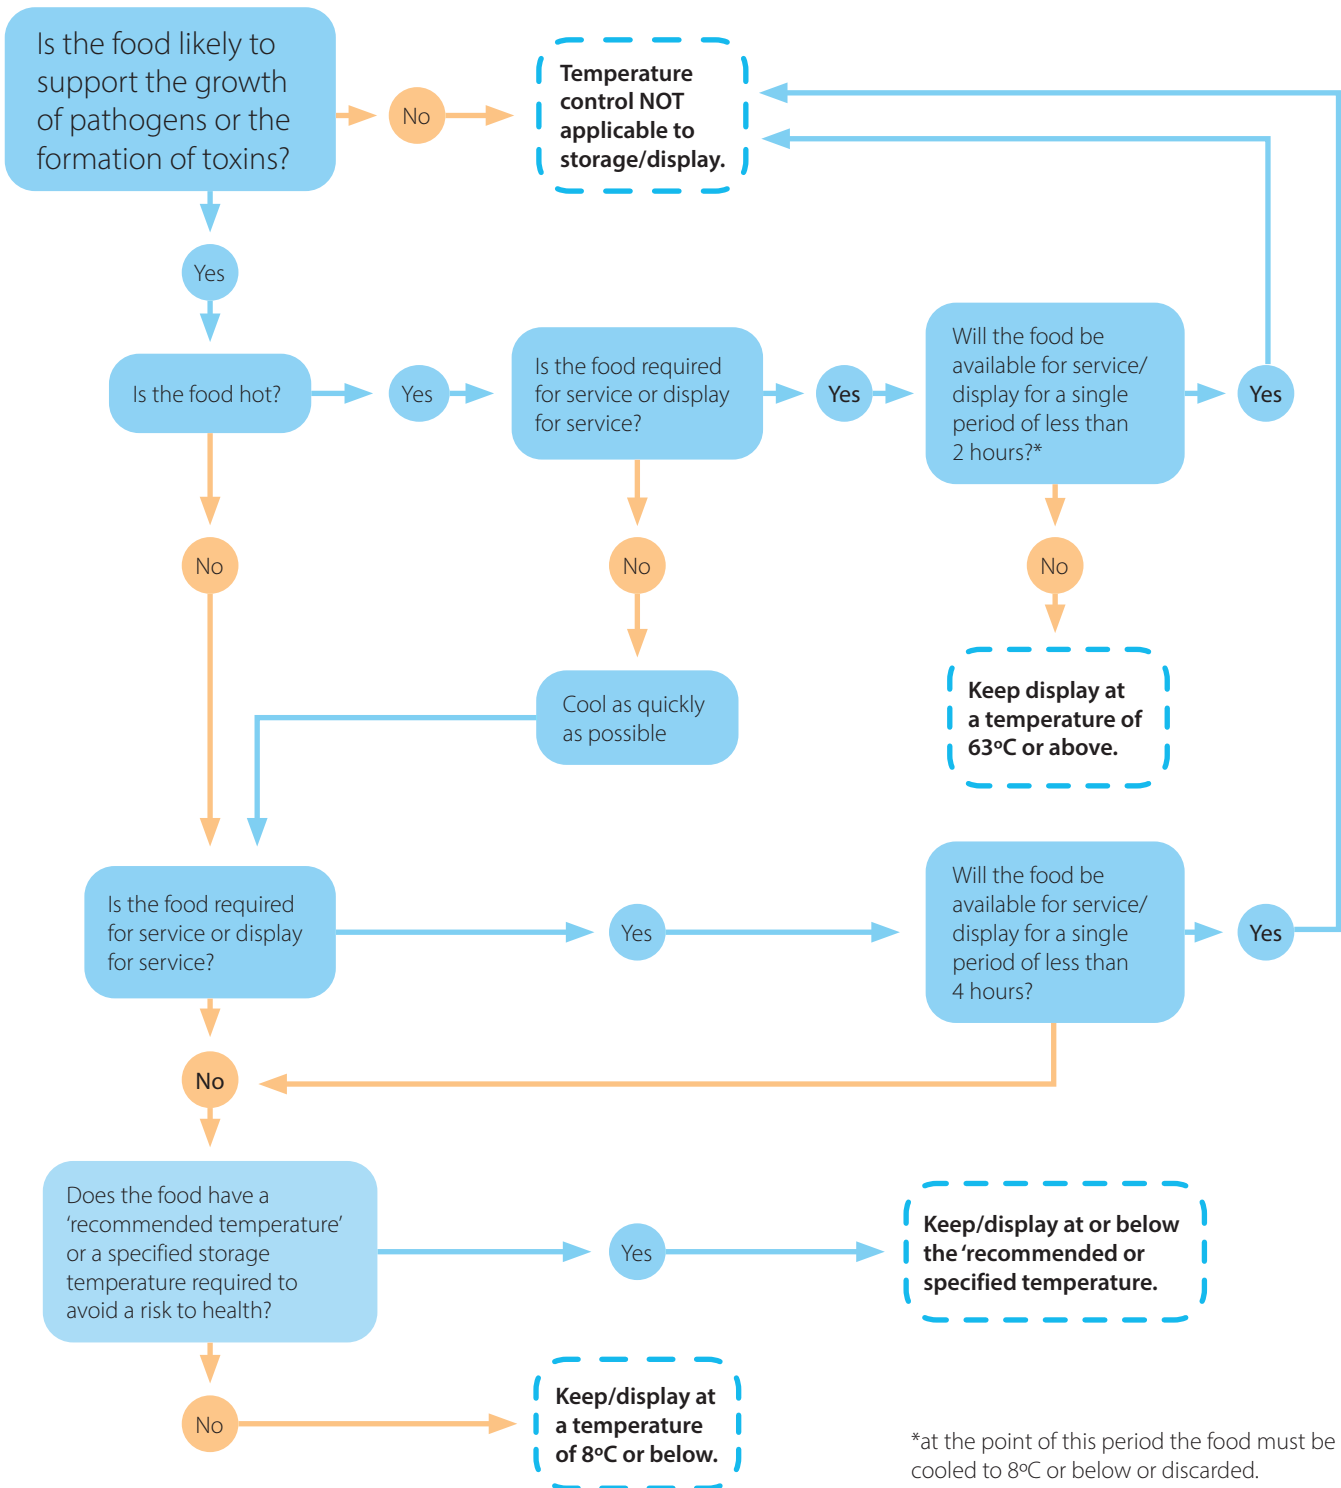 Is the food likely to
support the growth
of pathogens or the
formation of toxins?
No
Temperature
control NOT
applicable to
storage/display.
Yes
Is the food hot?
Yes
Is the food required
for service or display
for service?
Yes
Will the food be
available for service/
display for a single
period of less than
2 hours?*
Yes
No
No
No
Cool as quickly
as possible
Keep display at
a temperature of
63ºC or above.
Is the food required
for service or display
for service?
Yes
Will the food be
available for service/
display for a single
period of less than
4 hours?
Yes
No
Does the food have a
‘recommended temperature’
or a specified storage
temperature required to
avoid a risk to health?
Yes
Keep/display at or below
the ‘recommended or
specified temperature.
No
Keep/display at
a temperature
of 8ºC or below.
*at the point of this period the food must be
cooled to 8ºC or below or discarded.